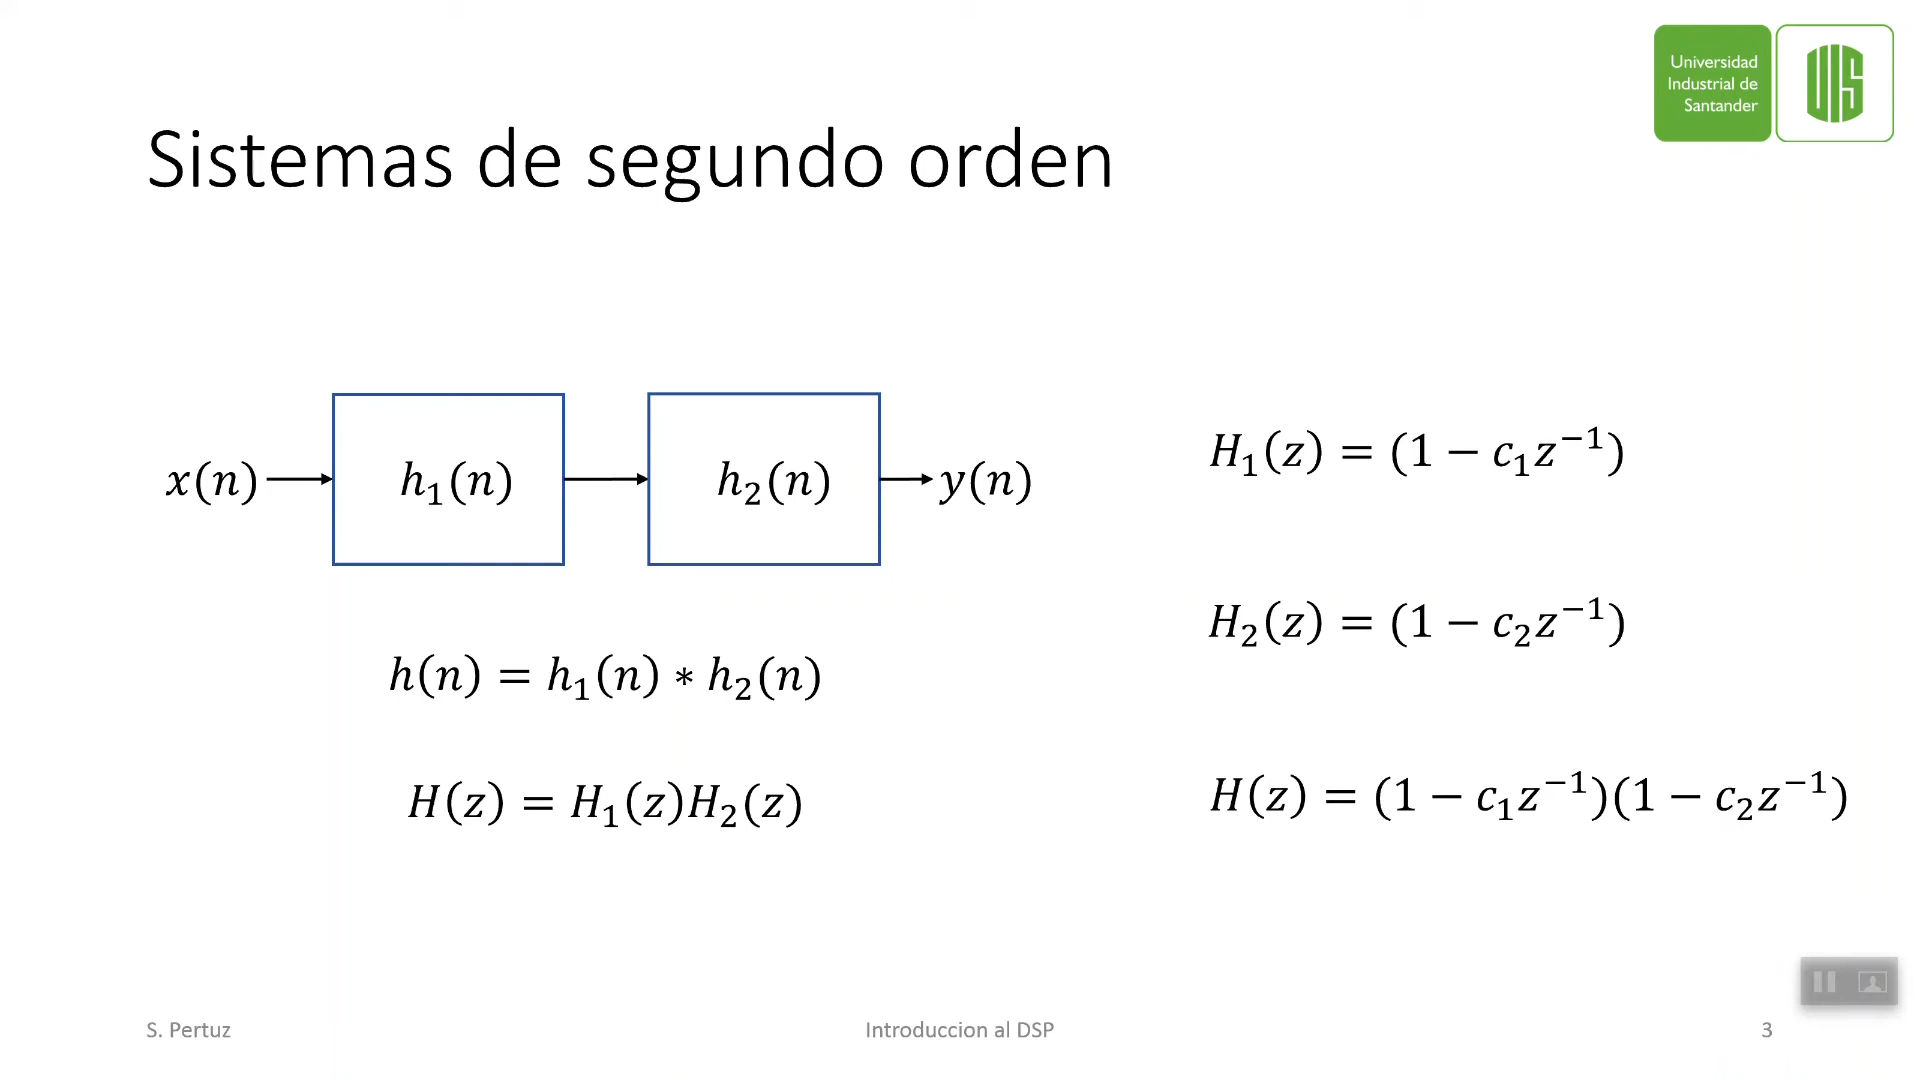 Universidad
Industrial de
Santander
Sistemas de segundo orden
x(n) h₁(n) h₂(n) y(n)
h(n) = h₁(n) ∗ h₂(n)
H(z) = H₁(z)H₂(z)
H₁(z) = (1 − c₁z⁻¹)
H₂(z) = (1 − c₂z⁻¹)
H(z) = (1 − c₁z⁻¹)(1 − c₂z⁻¹)
S. Pertuz
Introduccion al DSP
3